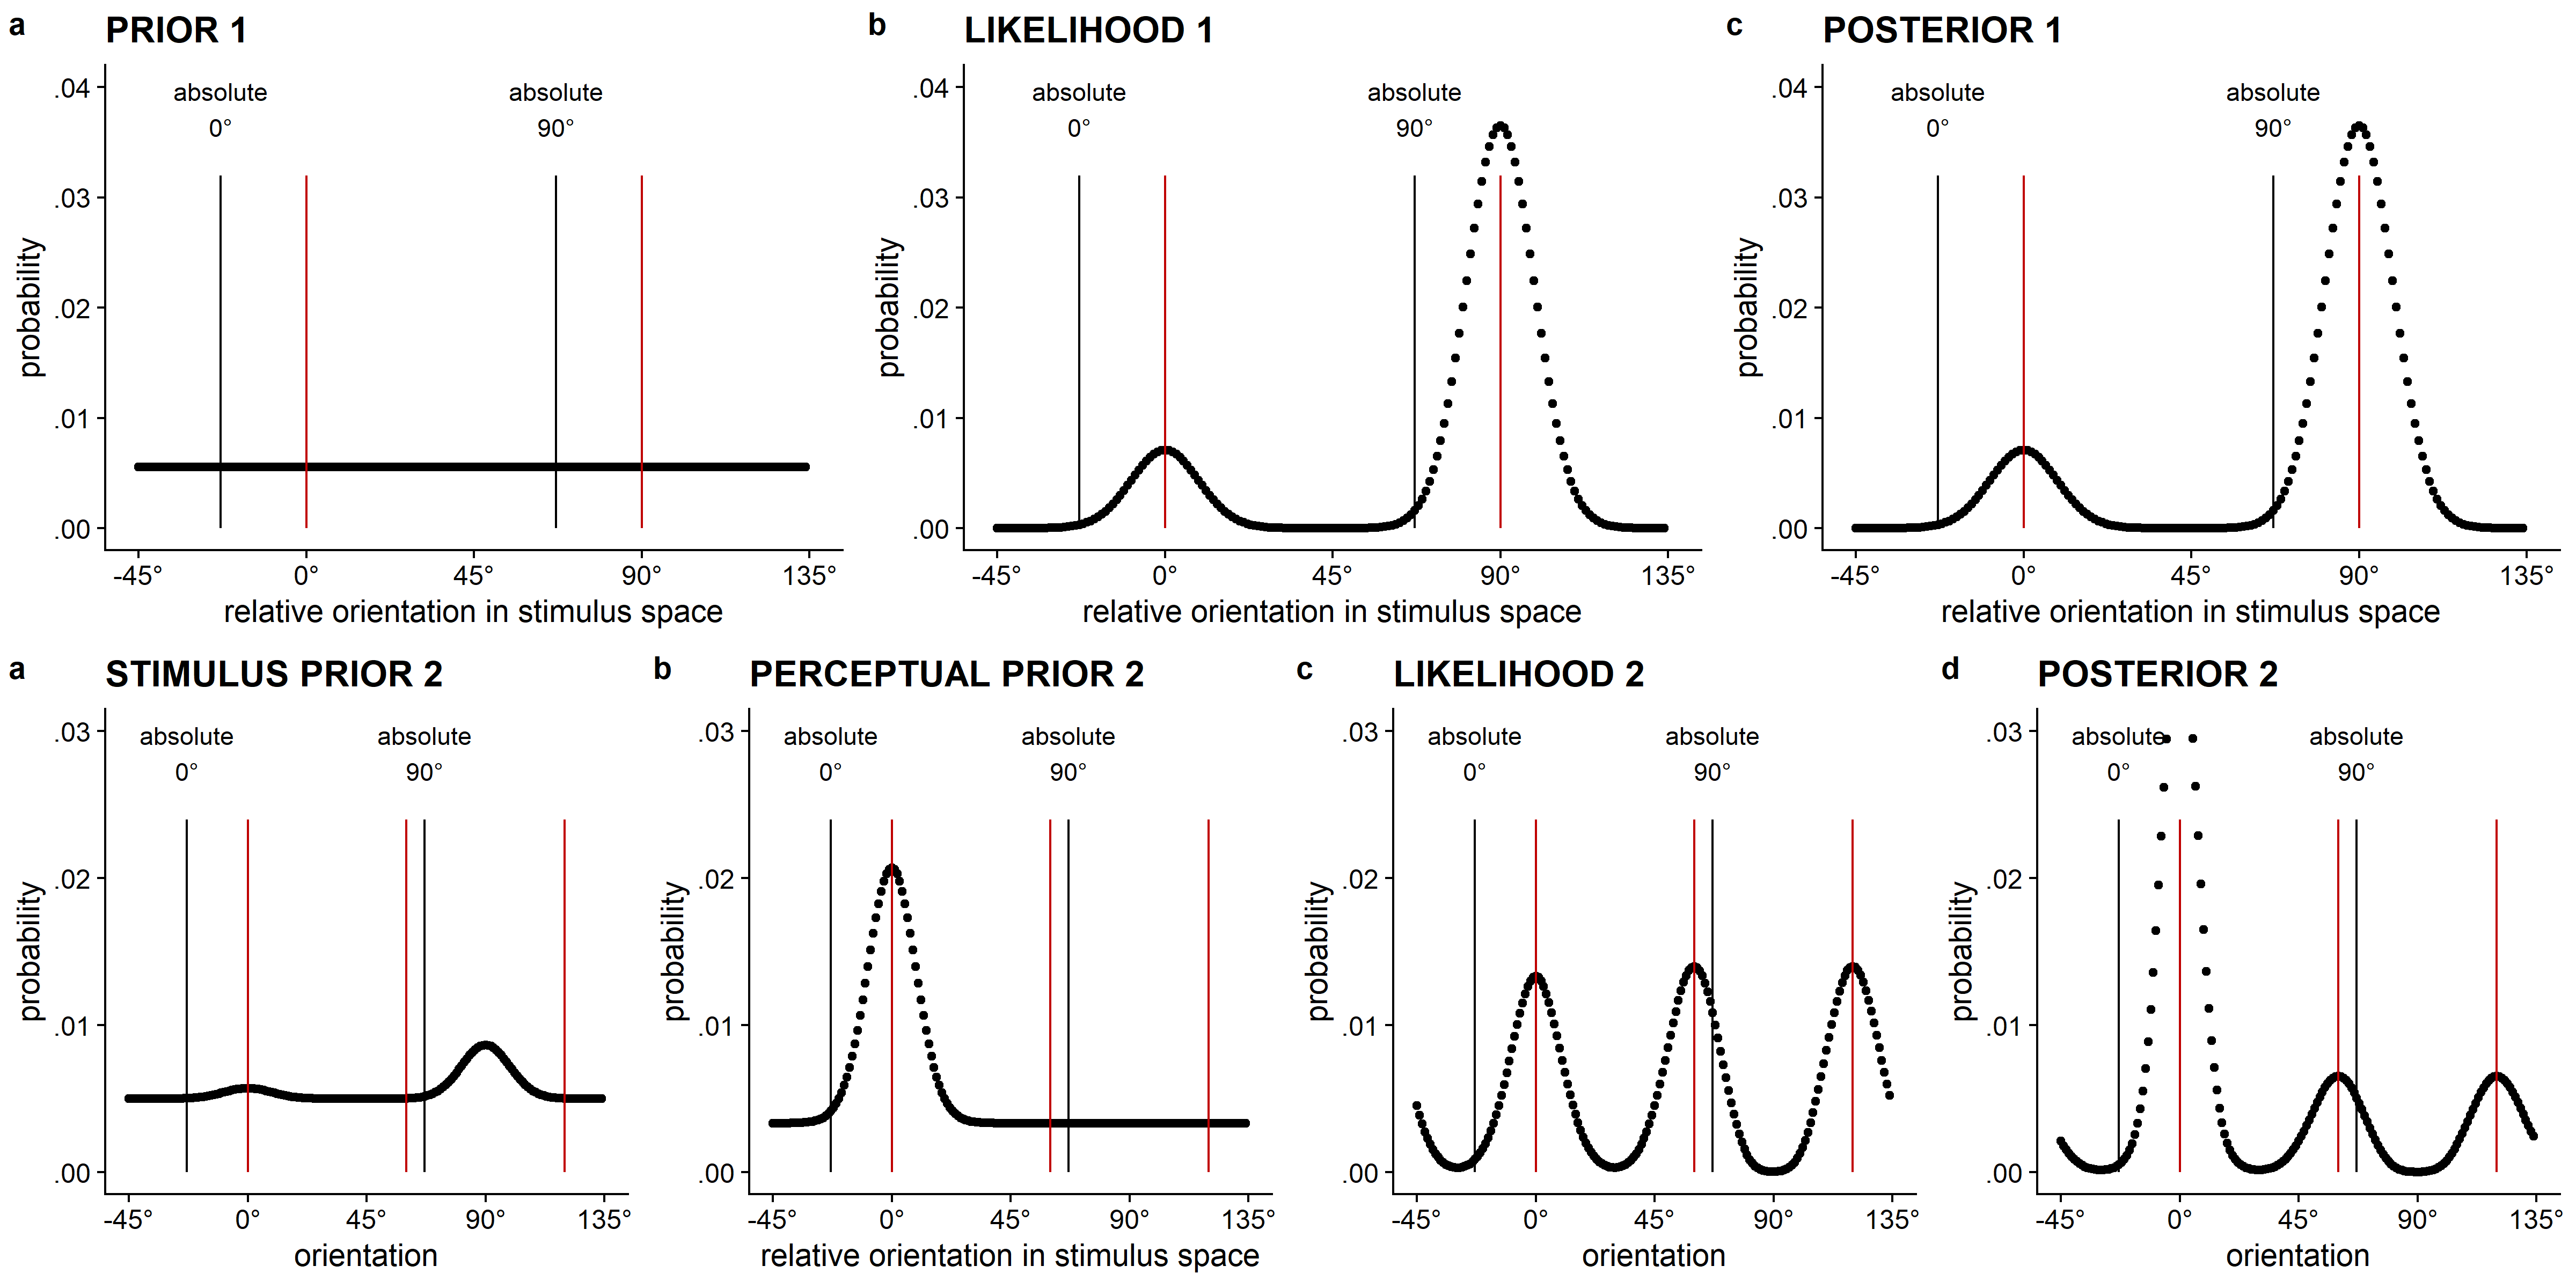 a PRIOR 1
absolute absolute
0° 90°
.04
.03
.02
.01
.00
probability
-45° 0° 45° 90° 135°
relative orientation in stimulus space
b LIKELIHOOD 1
absolute absolute
0° 90°
.04
.03
.02
.01
.00
probability
-45° 0° 45° 90° 135°
relative orientation in stimulus space
c POSTERIOR 1
absolute absolute
0° 90°
.04
.03
.02
.01
.00
probability
-45° 0° 45° 90° 135°
relative orientation in stimulus space
a STIMULUS PRIOR 2
absolute absolute
0° 90°
.03
.02
.01
.00
probability
-45° 0° 45° 90° 135°
orientation
b PERCEPTUAL PRIOR 2
absolute absolute
0° 90°
.03
.02
.01
.00
probability
-45° 0° 45° 90° 135°
relative orientation in stimulus space
c LIKELIHOOD 2
absolute absolute
0° 90°
.03
.02
.01
.00
probability
-45° 0° 45° 90° 135°
orientation
d POSTERIOR 2
absolute absolute
0° 90°
.03
.02
.01
.00
probability
-45° 0° 45° 90° 135°
orientation